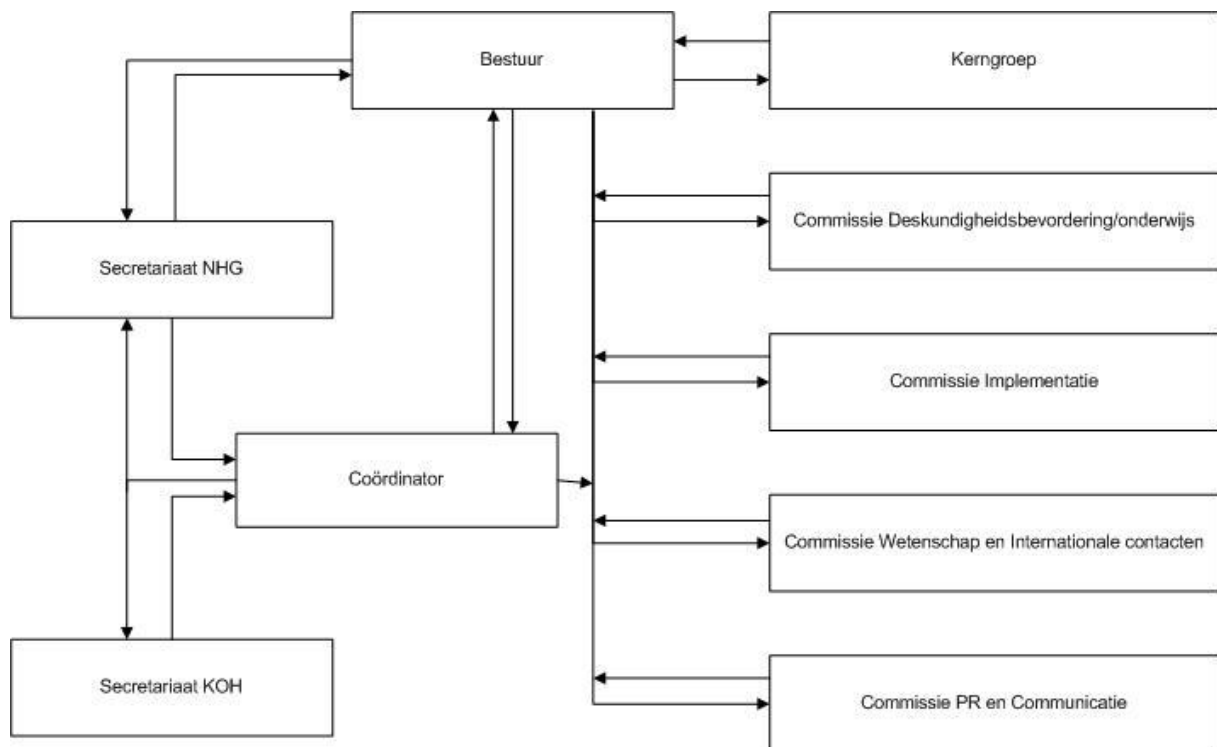 Bestuur
Kerngroep
Commissie Deskundigheidsbevordering/onderwijs
Secretariaat NHG
Commissie Implementatie
Coördinator
Commissie Wetenschap en Internationale contacten
Secretariaat KOH
Commissie PR en Communicatie